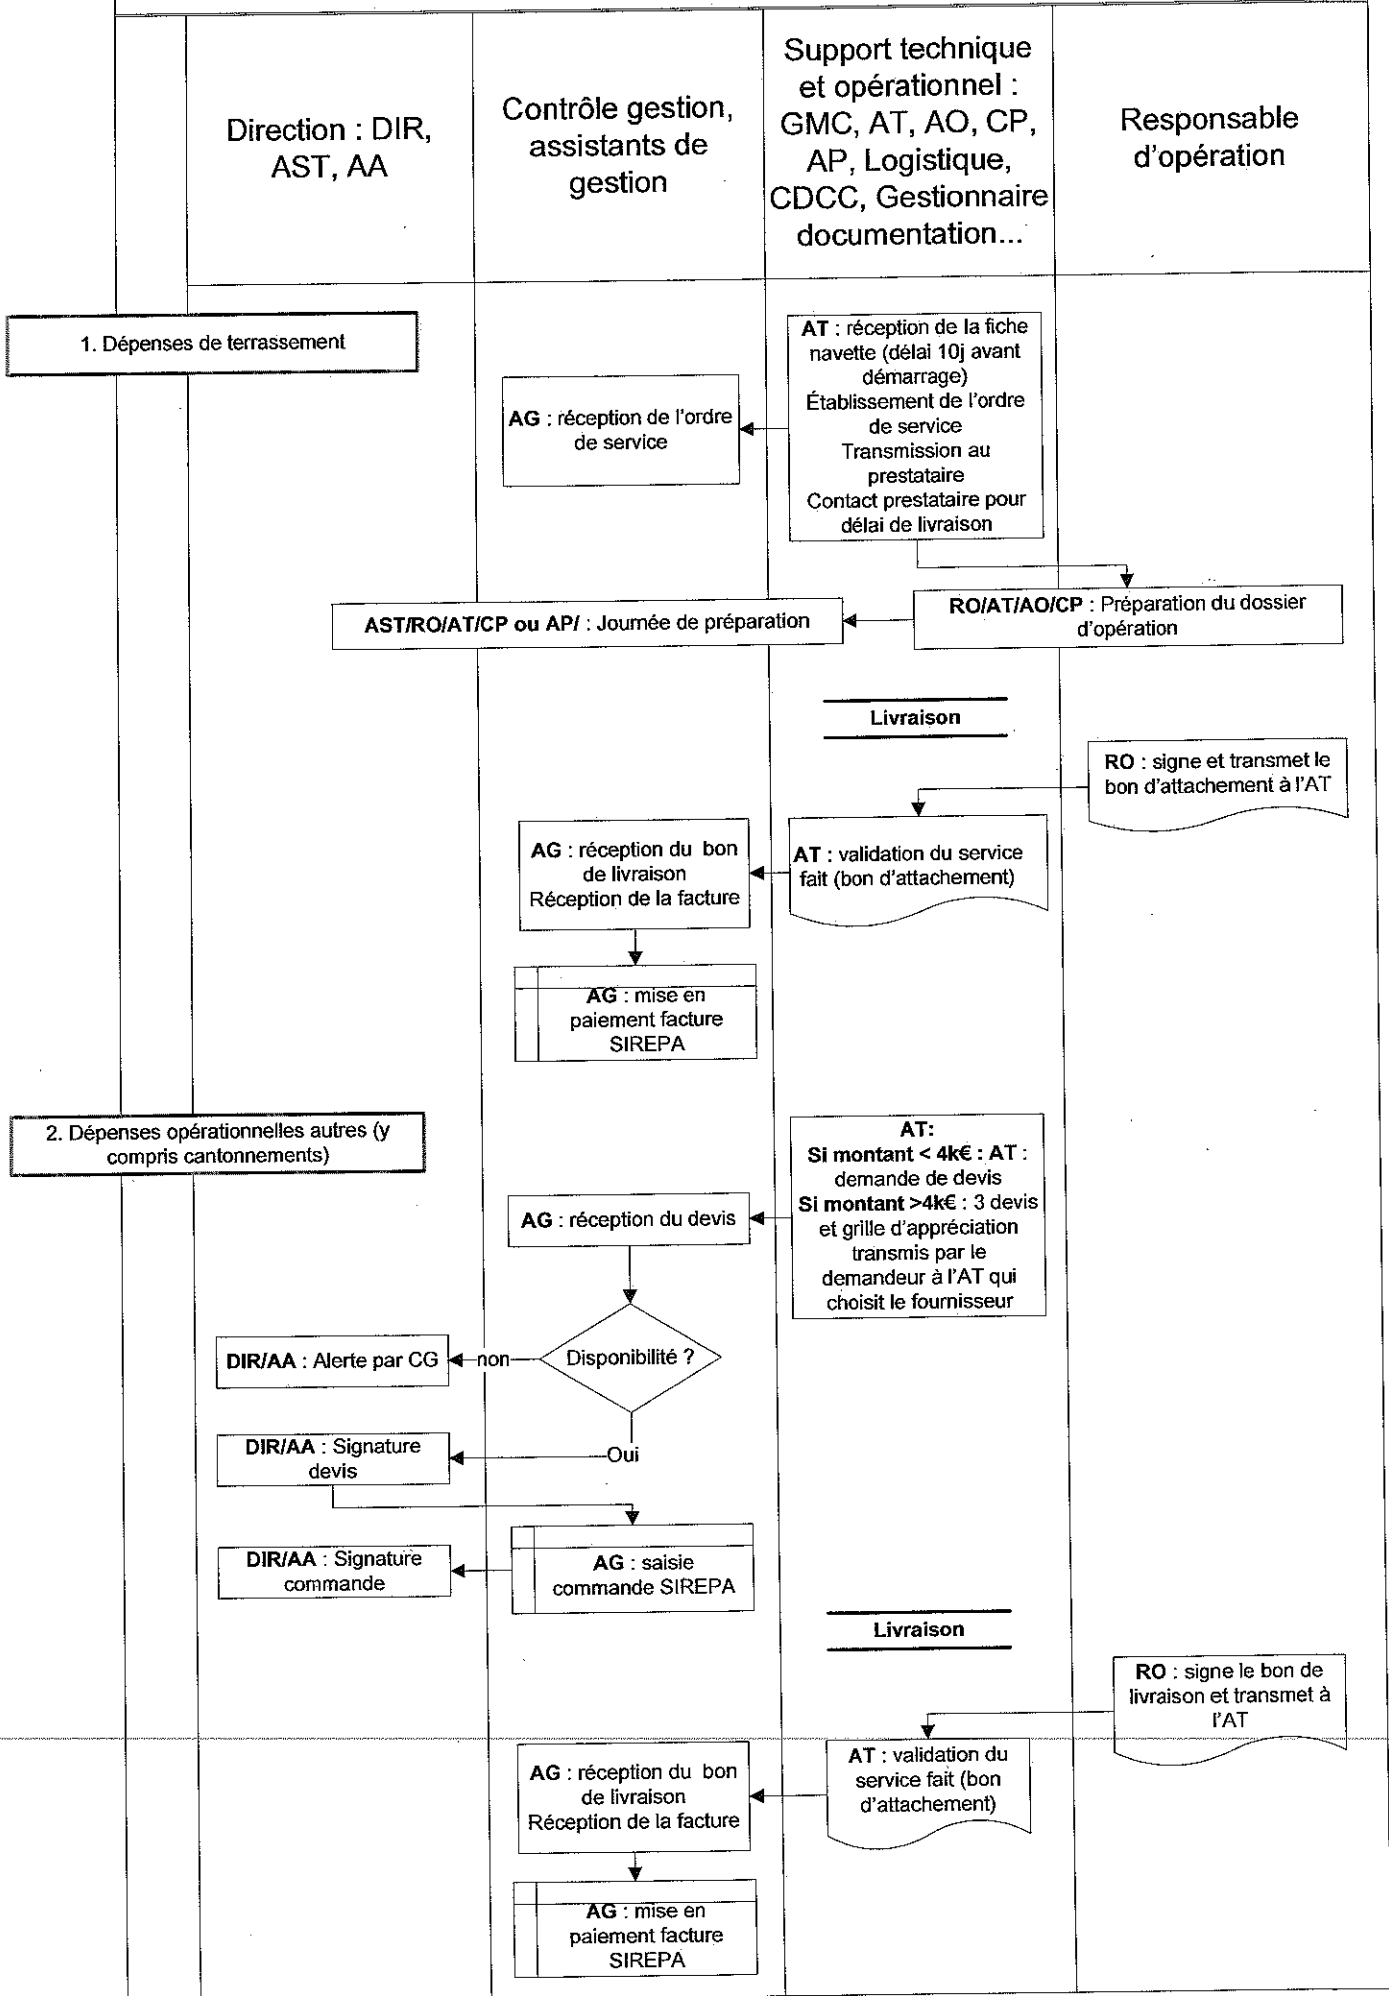 Direction : DIR,
AST, AA
Contrôle gestion,
assistants de
gestion
Support technique
et opérationnel :
GMC, AT, AO, CP,
AP, Logistique,
CDCC, Gestionnaire
documentation...
Responsable
d'opération
1. Dépenses de terrassement
AT : réception de la fiche
navette (délai 10j avant
démarrage)
Établissement de l'ordre
de service
Transmission au
prestataire
Contact prestataire pour
délai de livraison
AG : réception de l'ordre
de service
RO/AT/AO/CP : Préparation du dossier
d'opération
AST/RO/AT/CP ou AP/ : Journée de préparation
Livraison
RO : signe et transmet le
bon d'attachement à l'AT
AT : validation du service
fait (bon d'attachement)
AG : réception du bon
de livraison
Réception de la facture
AG : mise en
paiement facture
SIREPA
2. Dépenses opérationnelles autres (y
compris cantonnements)
AT:
Si montant < 4k€ : AT :
demande de devis
Si montant >4k€ : 3 devis
et grille d'appréciation
transmis par le
demandeur à l'AT qui
choisit le fournisseur
AG : réception du devis
Disponibilité ?
non
DIR/AA : Alerte par CG
Oui
DIR/AA : Signature
devis
AG : saisie
commande SIREPA
DIR/AA : Signature
commande
Livraison
RO : signe le bon de
livraison et transmet à
l'AT
AT : validation du
service fait (bon
d'attachement)
AG : réception du bon
de livraison
Réception de la facture
AG : mise en
paiement facture
SIREPA